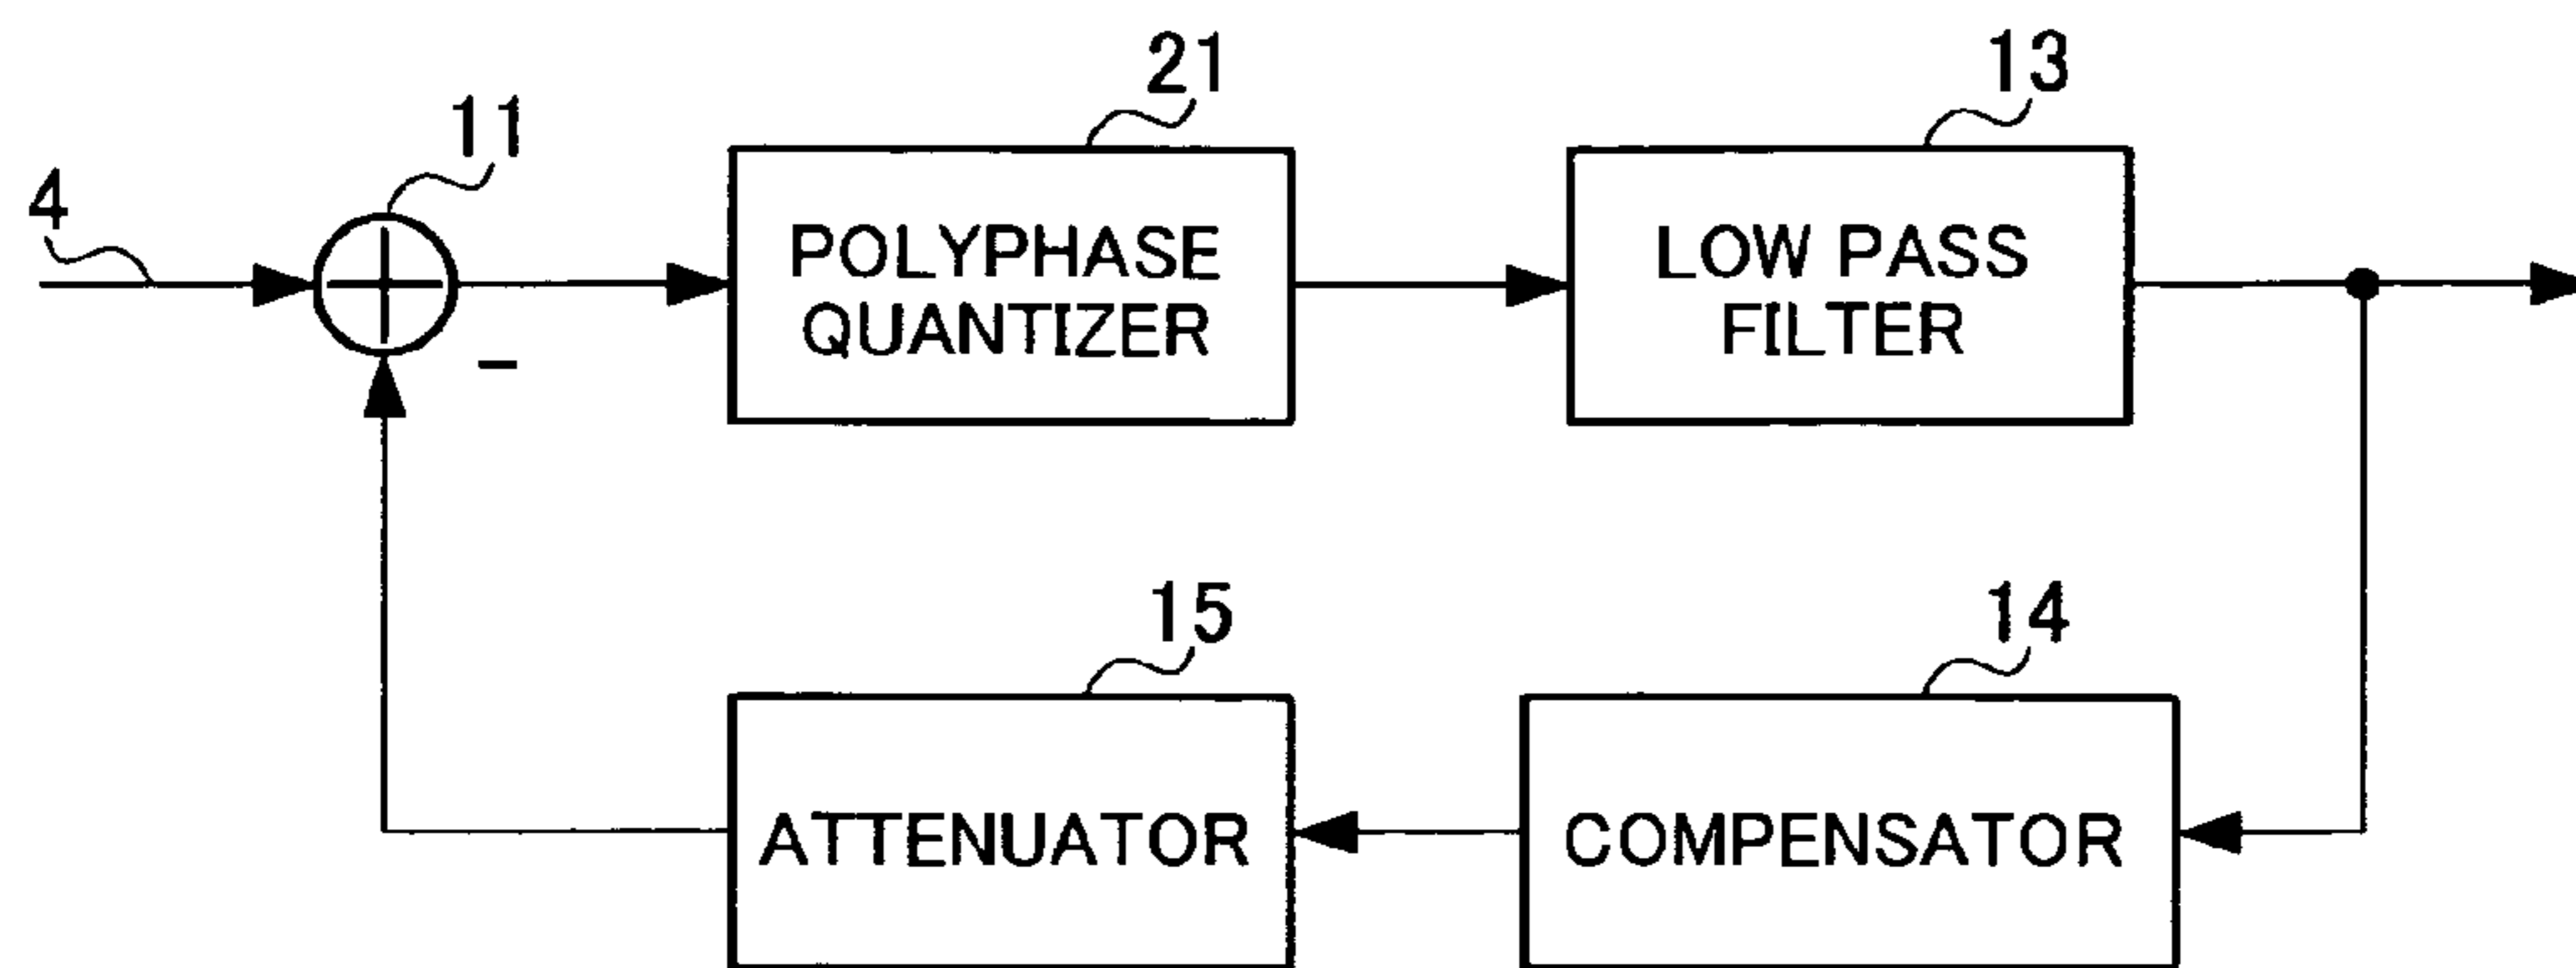 21
13
11
4
POLYPHASE
QUANTIZER
LOW PASS
FILTER
-
15
14
ATTENUATOR
COMPENSATOR